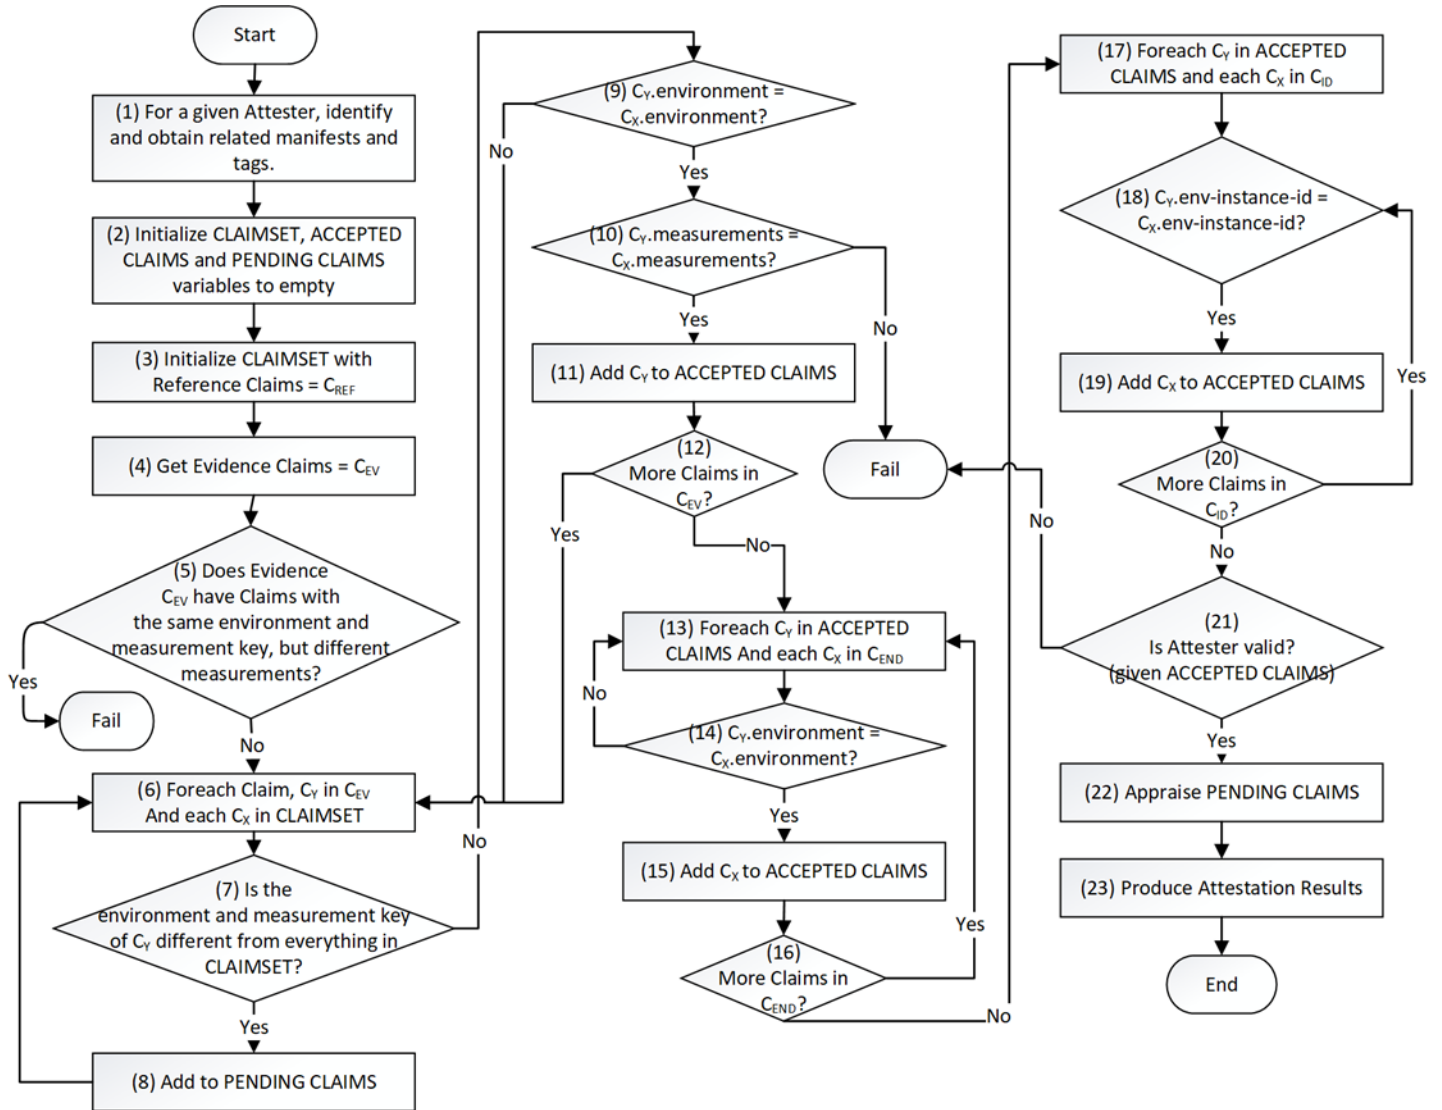 Start
(1) For a given Attester, identify
and obtain related manifests and
tags.
(2) Initialize CLAIMSET, ACCEPTED
CLAIMS and PENDING CLAIMS
variables to empty
(3) Initialize CLAIMSET with
Reference Claims = CREF
(4) Get Evidence Claims = CEV
(5) Does Evidence
CEV have Claims with
the same environment and
measurement key, but different
measurements?
Yes
Fail
No
(6) Foreach Claim, CY in CEV
And each CX in CLAIMSET
(7) Is the
environment and measurement key
of CY different from everything in
CLAIMSET?
No
Yes
(8) Add to PENDING CLAIMS
(9) CY.environment =
CX.environment?
No
Yes
(10) CY.measurements =
CX.measurements?
Yes
No
(11) Add CY to ACCEPTED CLAIMS
(12)
More Claims in
CEV?
Fail
Yes
No
(13) Foreach CY in ACCEPTED
CLAIMS And each CX in CEND
No
(14) CY.environment =
CX.environment?
Yes
(15) Add CX to ACCEPTED CLAIMS
Yes
(16)
More Claims in
CEND?
No
(17) Foreach CY in ACCEPTED
CLAIMS and each CX in CID
(18) CY.env-instance-id =
CX.env-instance-id?
Yes
(19) Add CX to ACCEPTED CLAIMS
Yes
(20)
More Claims in
CID?
No
No
(21)
Is Attester valid?
(given ACCEPTED CLAIMS)
Yes
(22) Appraise PENDING CLAIMS
(23) Produce Attestation Results
End